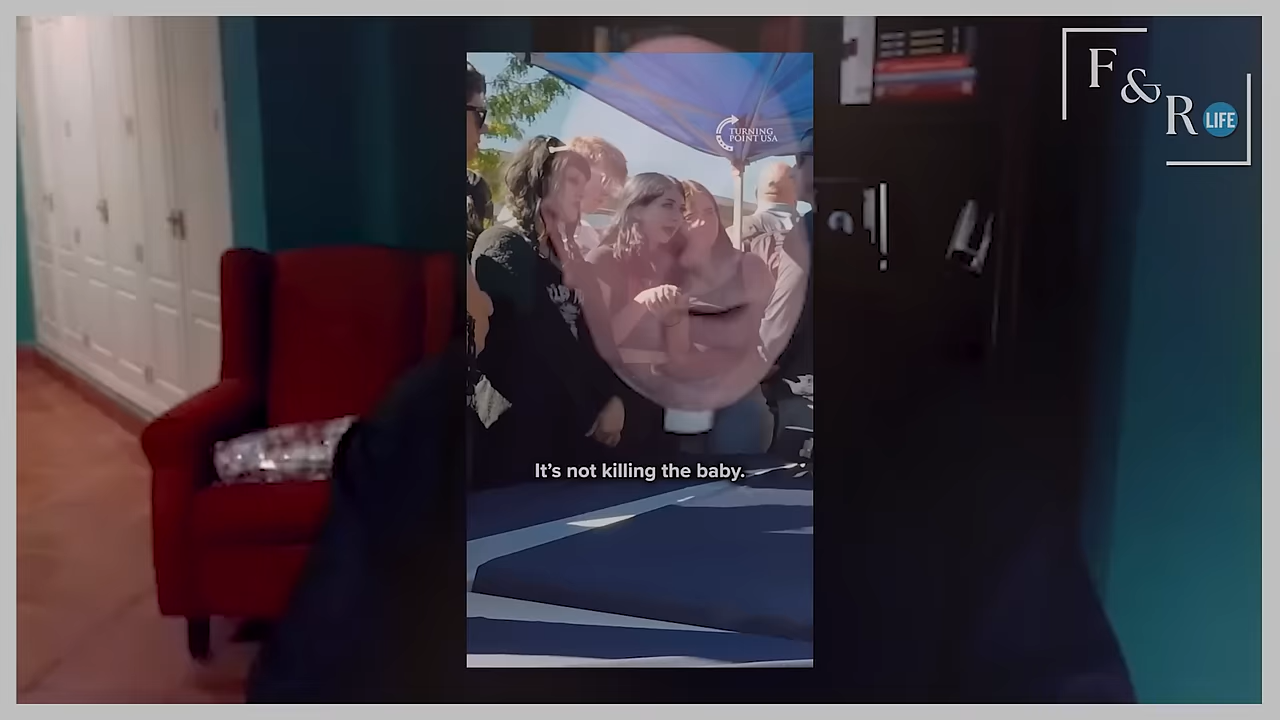 F
&
R LIFE
TURNING
POINT USA
It's not killing the baby.